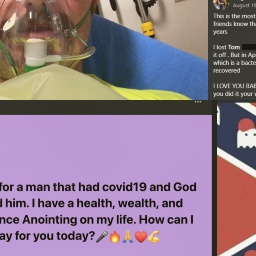 August 19
This is the most
friends know tha
years
I lost Tom
it off . But in Ap
which is a bacte
recovered
I LOVE YOU BAB
you did it your w
for a man that had covid19 and God
d him. I have a health, wealth, and
nce Anointing on my life. How can I
ay for you today?🎤🔥🙏❤️💪